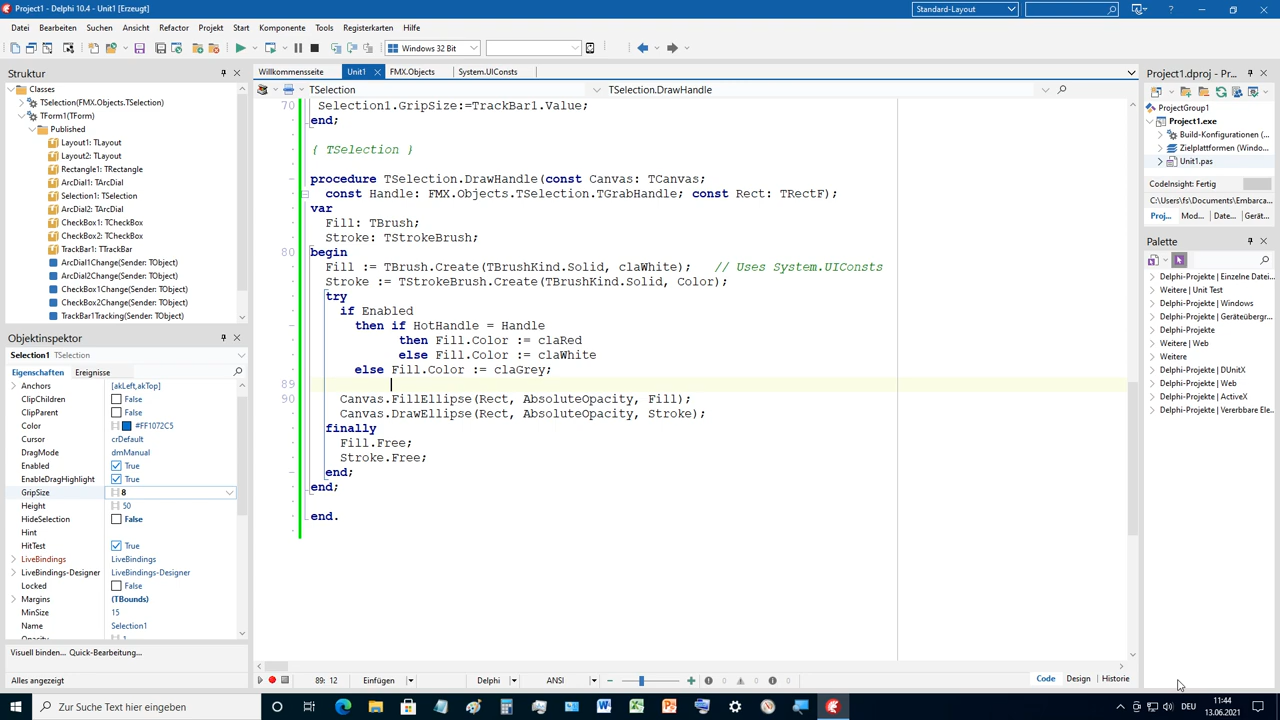 Project1 - Delphi 10.4 - Unit1 [Erzeugt]
Standard-Layout
Datei Bearbeiten Suchen Ansicht Refactor Projekt Start Komponente Tools Registerkarten Hilfe
Windows 32 Bit
Struktur
Classes
TSelection(FMX.Objects.TSelection)
TForm1(TForm)
Published
Layout1: TLayout
Layout2: TLayout
Rectangle1: TRectangle
ArcDial1: TArcDial
Selection1: TSelection
ArcDial2: TArcDial
CheckBox1: TCheckBox
CheckBox2: TCheckBox
TrackBar1: TTrackBar
ArcDial1Change(Sender: TObject)
ArcDial2Change(Sender: TObject)
CheckBox1Change(Sender: TObject)
CheckBox2Change(Sender: TObject)
TrackBar1Tracking(Sender: TObject)
Objektinspektor
Selection1 TSelection
Eigenschaften Ereignisse
Anchors [akLeft,akTop]
ClipChildren False
ClipParent False
Color #FF1072C5
Cursor crDefault
DragMode dmManual
Enabled True
EnableDragHighlight True
GripSize 8
Height 50
HideSelection False
Hint
HitTest True
LiveBindings LiveBindings
LiveBindings-Designer LiveBindings-Designer
Locked False
Margins (TBounds)
MinSize 15
Name Selection1
Opacity 1
Visuell binden... Quick-Bearbeitung...
Alles angezeigt
Willkommensseite Unit1 FMX.Objects System.UIConsts
TSelection TSelection.DrawHandle
70 Selection1.GripSize:=TrackBar1.Value;
end;
{ TSelection }
procedure TSelection.DrawHandle(const Canvas: TCanvas;
const Handle: FMX.Objects.TSelection.TGrabHandle; const Rect: TRectF);
var
Fill: TBrush;
Stroke: TStrokeBrush;
80 begin
Fill := TBrush.Create(TBrushKind.Solid, claWhite); // Uses System.UIConsts
Stroke := TStrokeBrush.Create(TBrushKind.Solid, Color);
try
if Enabled
then if HotHandle = Handle
then Fill.Color := claRed
else Fill.Color := claWhite
else Fill.Color := claGrey;
89
90 Canvas.FillEllipse(Rect, AbsoluteOpacity, Fill);
Canvas.DrawEllipse(Rect, AbsoluteOpacity, Stroke);
finally
Fill.Free;
Stroke.Free;
end;
end;
end.
89: 12 Einfügen Delphi ANSI 0 0 0 Code Design Historie
Project1.dproj - Pr...
ProjectGroup1
Project1.exe
Build-Konfigurationen (...
Zielplattformen (Windo...
Unit1.pas
CodeInsight: Fertig
C:\Users\fs\Documents\Embarca...
Proj... Mod... Date... Gerät...
Palette
Delphi-Projekte | Einzelne Datei...
Weitere | Unit Test
Delphi-Projekte | Windows
Delphi-Projekte | Geräteübergr...
Delphi-Projekte
Weitere | Web
Weitere
Delphi-Projekte | DUnitX
Delphi-Projekte | Web
Delphi-Projekte | ActiveX
Delphi-Projekte | Vererbbare Ele...
Zur Suche Text hier eingeben
DEU
11:44
13.06.2021